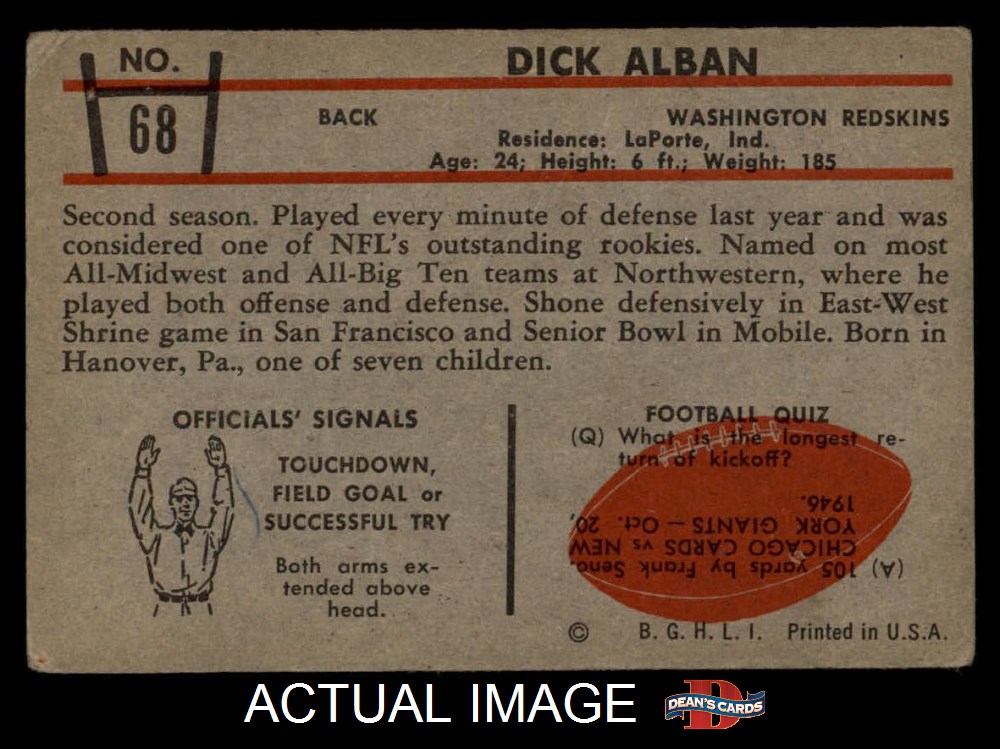 NO.
68
DICK ALBAN
BACK
WASHINGTON REDSKINS
Residence: LaPorte, Ind.
Age: 24; Height: 6 ft.; Weight: 185
Second season. Played every minute of defense last year and was
considered one of NFL's outstanding rookies. Named on most
All-Midwest and All-Big Ten teams at Northwestern, where he
played both offense and defense. Shone defensively in East-West
Shrine game in San Francisco and Senior Bowl in Mobile. Born in
Hanover, Pa., one of seven children.
OFFICIALS' SIGNALS
TOUCHDOWN,
FIELD GOAL or
SUCCESSFUL TRY
Both arms ex-
tended above
head.
FOOTBALL QUIZ
(Q) What is the longest re-
turn of kickoff?
(A) 105 yards by Frank Seno,
CHICAGO CARDS vs NEW
YORK GIANTS — Oct. 20,
1946.
© B. G. H. L. I. Printed in U.S.A.
ACTUAL IMAGE
D
DEAN'S CARDS